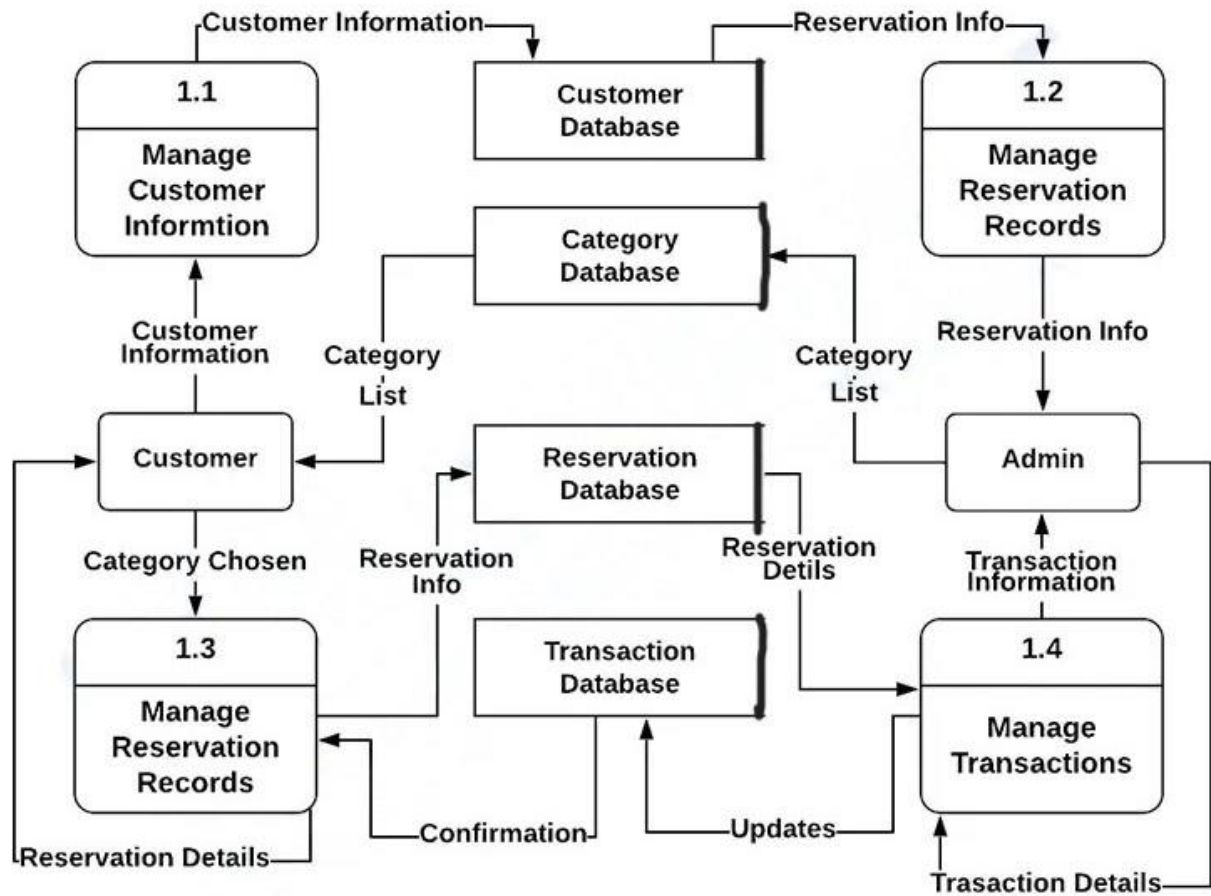 Customer Information
Reservation Info
1.1
Manage
Customer
Informtion
Customer
Database
1.2
Manage
Reservation
Records
Category
Database
Customer
Information
Category
List
Category
List
Reservation Info
Customer
Reservation
Database
Admin
Category Chosen
Reservation
Info
Reservation
Detils
Transaction
Information
1.3
Manage
Reservation
Records
Transaction
Database
1.4
Manage
Transactions
Confirmation
Updates
Reservation Details
Trasaction Details